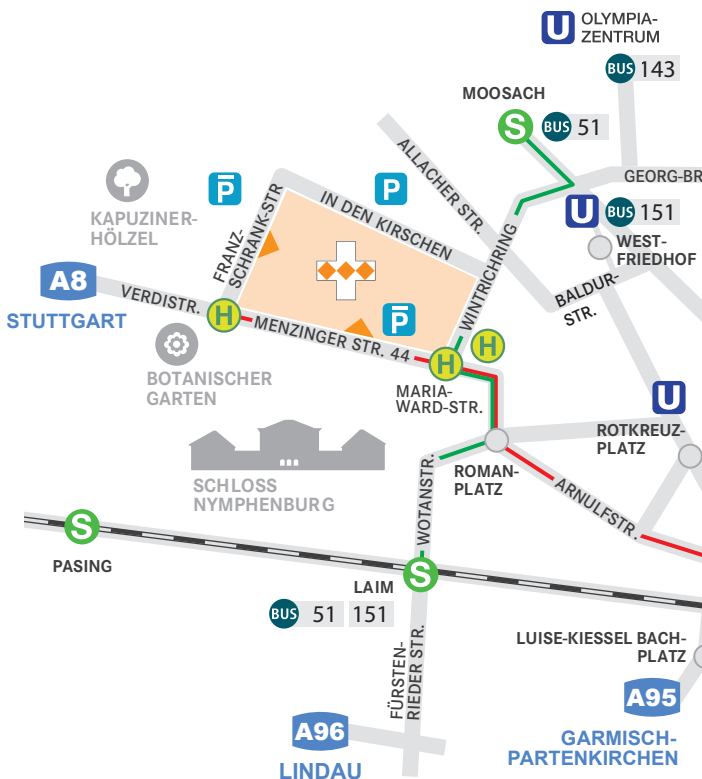 U OLYMPIA-
ZENTRUM
BUS 143
MOOSACH
S BUS 51
ALLACHER STR.
GEORG-BR
KAPUZINER-
HÖLZEL
P
P
FRANZ-
SCHRANK-STR
IN DEN KIRSCHEN
WINTRICHRING
U BUS 151
WEST-
FRIEDHOF
BALDUR-
STR.
A8
STUTTGART
VERDISTR.
H
MENZINGER STR. 44
P
H
H
BOTANISCHER
GARTEN
MARIA-
WARD-STR.
U
ROTKREUZ-
PLATZ
SCHLOSS
NYMPHENBURG
WOTANSTR.
ROMAN-
PLATZ
ARNULFSTR.
S
PASING
LAIM
S
BUS 51 151
FÜRSTEN-
RIEDER STR.
LUISE-KIESSEL BACH-
PLATZ
A95
GARMISCH-
PARTENKIRCHEN
A96
LINDAU